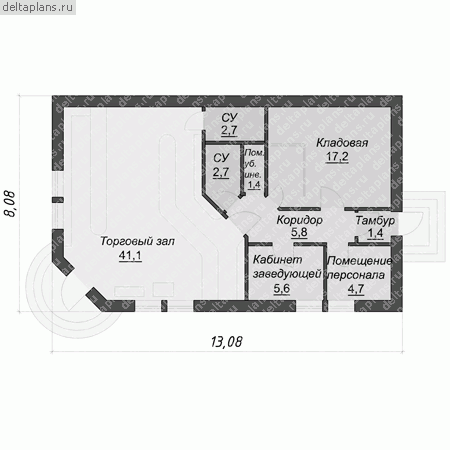 deltaplans.ru
СУ
2,7
СУ
2,7
Пом.
уб.
инв.
1,4
Кладовая
17,2
8,08
Торговый зал
41,1
Коридор
5,8
Тамбур
1,4
Кабинет
заведующей
5,6
Помещение
персонала
4,7
13,08